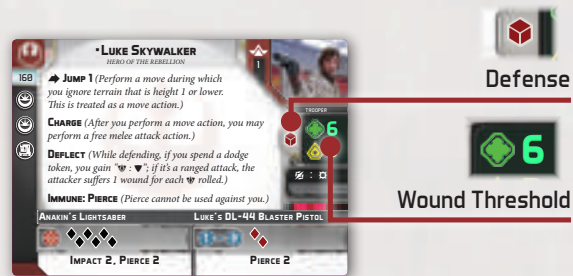 •Luke Skywalker
HERO OF THE REBELLION
160
1
Jump 1 (Perform a move during which
you ignore terrain that is height 1 or lower.
This is treated as a move action.)
Charge (After you perform a move action, you may
perform a free melee attack action.)
Deflect (While defending, if you spend a dodge
token, you gain " : "; if it's a ranged attack, the
attacker suffers 1 wound for each rolled.)
Immune: Pierce (Pierce cannot be used against you.)
TROOPER
6
:
Anakin's Lightsaber
Luke's DL-44 Blaster Pistol
Impact 2, Pierce 2
Pierce 2
Defense
6
Wound Threshold